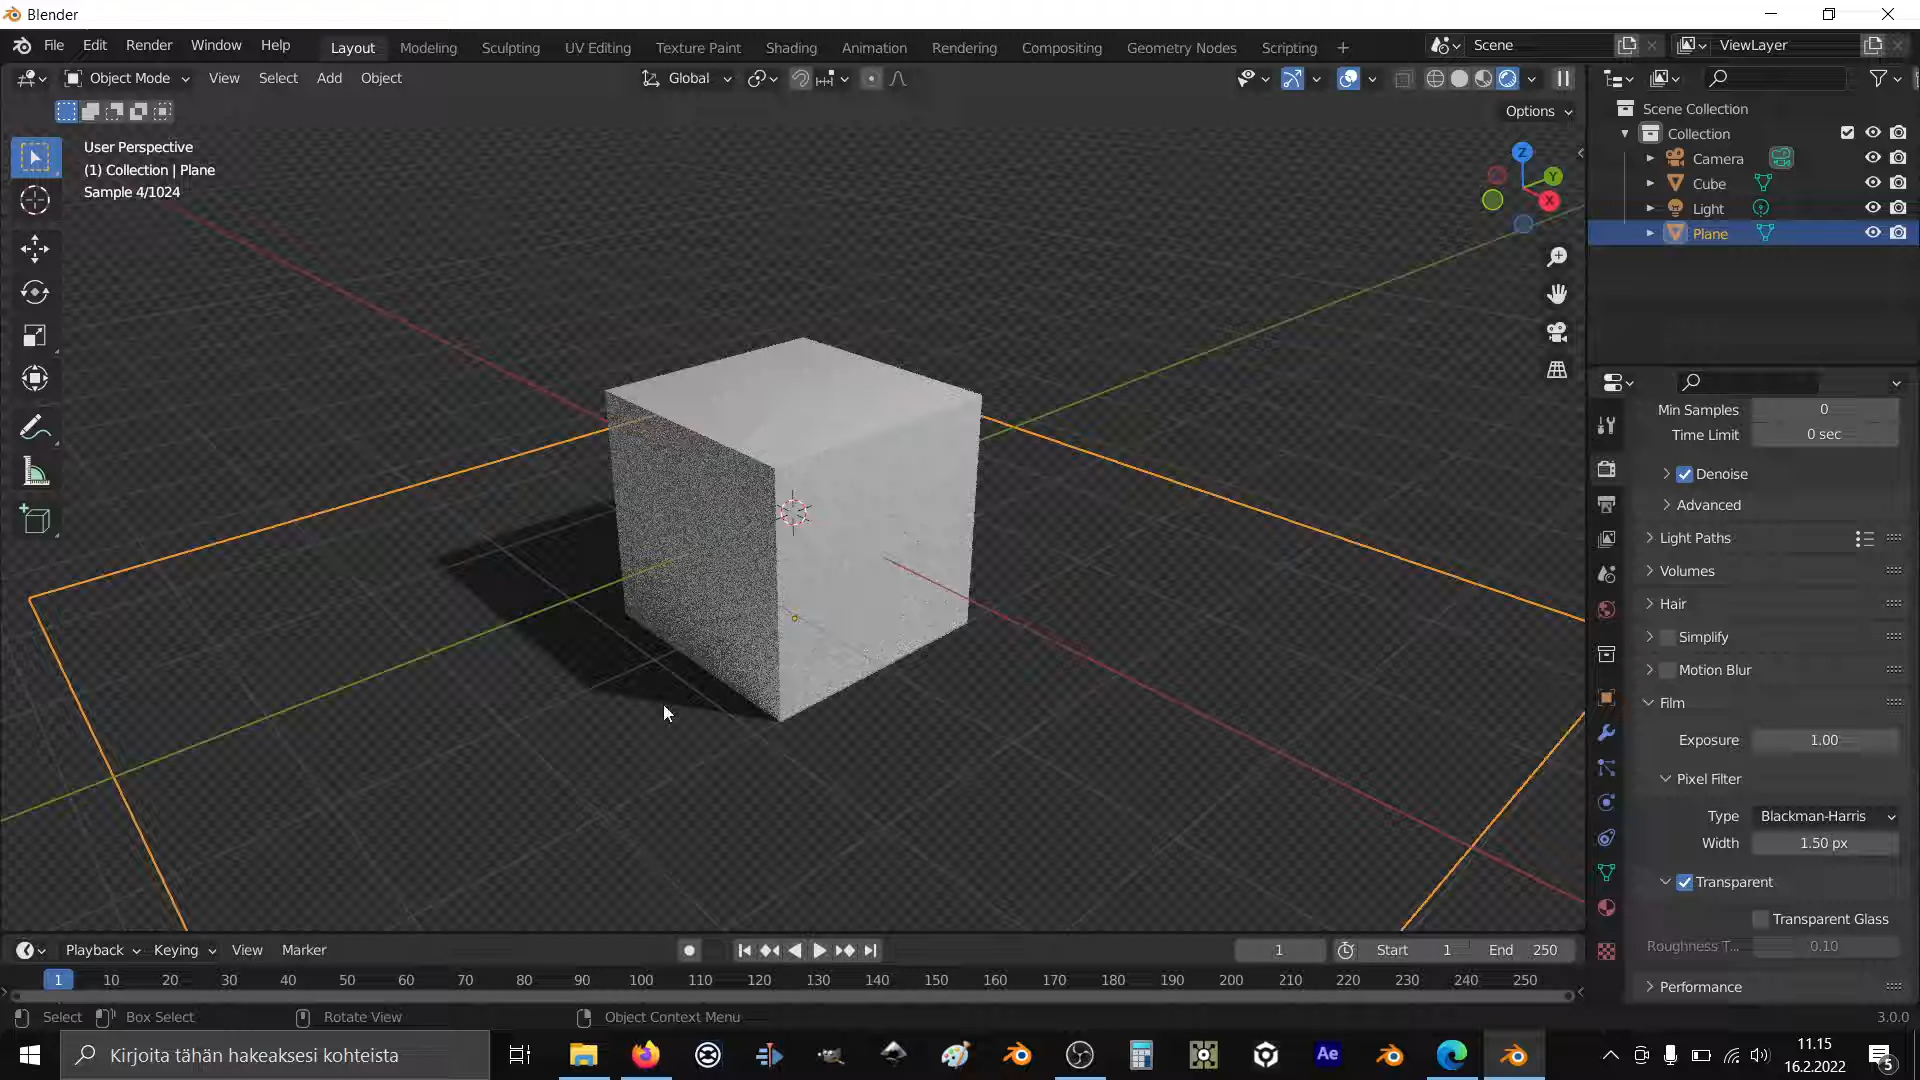 Blender
File Edit Render Window Help Layout Modeling Sculpting UV Editing Texture Paint Shading Animation Rendering Compositing Geometry Nodes Scripting + Scene ViewLayer
Object Mode View Select Add Object Global
Options
User Perspective
(1) Collection | Plane
Sample 4/1024
Z
Y
X
Scene Collection
Collection
Camera
Cube
Light
Plane
Min Samples 0
Time Limit 0 sec
Denoise
Advanced
Light Paths
Volumes
Hair
Simplify
Motion Blur
Film
Exposure 1.00
Pixel Filter
Type Blackman-Harris
Width 1.50 px
Transparent
Transparent Glass
Roughness T... 0.10
Performance
Playback Keying View Marker 1 Start 1 End 250
1 10 20 30 40 50 60 70 80 90 100 110 120 130 140 150 160 170 180 190 200 210 220 230 240 250
Select Box Select Rotate View Object Context Menu 3.0.0
Kirjoita tähän hakeaksesi kohteista
Ae
11.15
16.2.2022
5